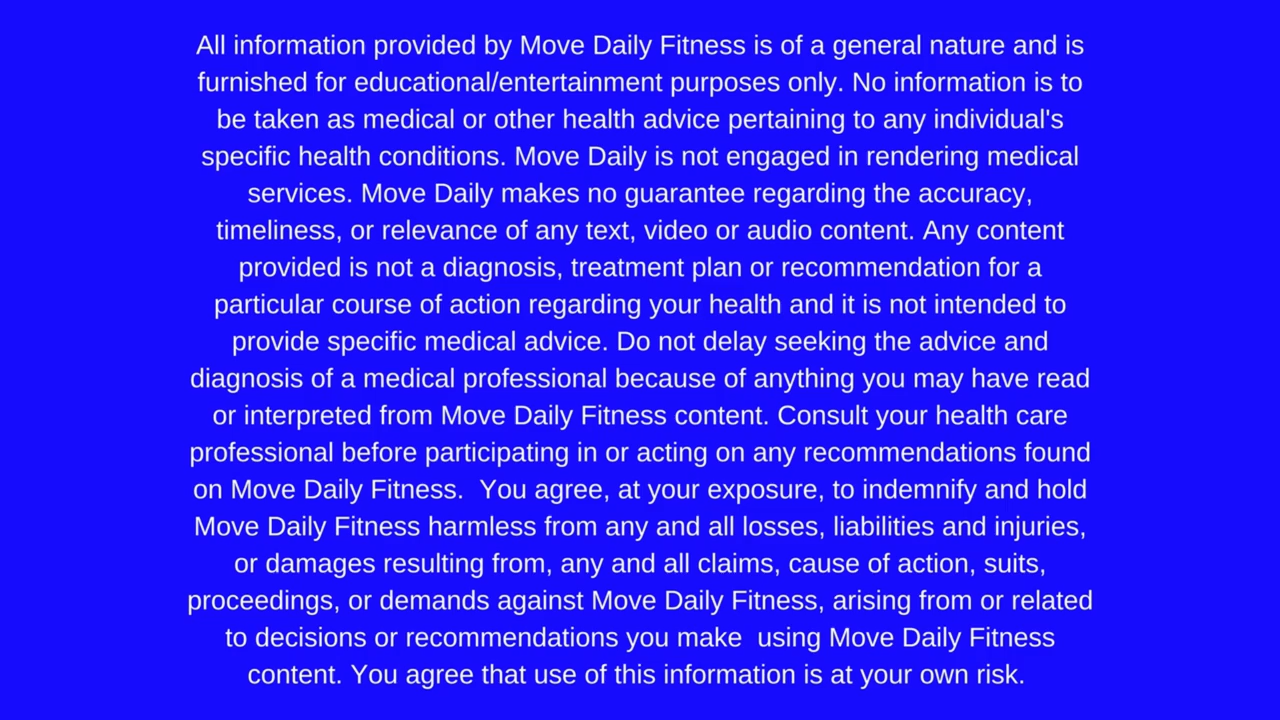 All information provided by Move Daily Fitness is of a general nature and is
furnished for educational/entertainment purposes only. No information is to
be taken as medical or other health advice pertaining to any individual's
specific health conditions. Move Daily is not engaged in rendering medical
services. Move Daily makes no guarantee regarding the accuracy,
timeliness, or relevance of any text, video or audio content. Any content
provided is not a diagnosis, treatment plan or recommendation for a
particular course of action regarding your health and it is not intended to
provide specific medical advice. Do not delay seeking the advice and
diagnosis of a medical professional because of anything you may have read
or interpreted from Move Daily Fitness content. Consult your health care
professional before participating in or acting on any recommendations found
on Move Daily Fitness.  You agree, at your exposure, to indemnify and hold
Move Daily Fitness harmless from any and all losses, liabilities and injuries,
or damages resulting from, any and all claims, cause of action, suits,
proceedings, or demands against Move Daily Fitness, arising from or related
to decisions or recommendations you make  using Move Daily Fitness
content. You agree that use of this information is at your own risk.